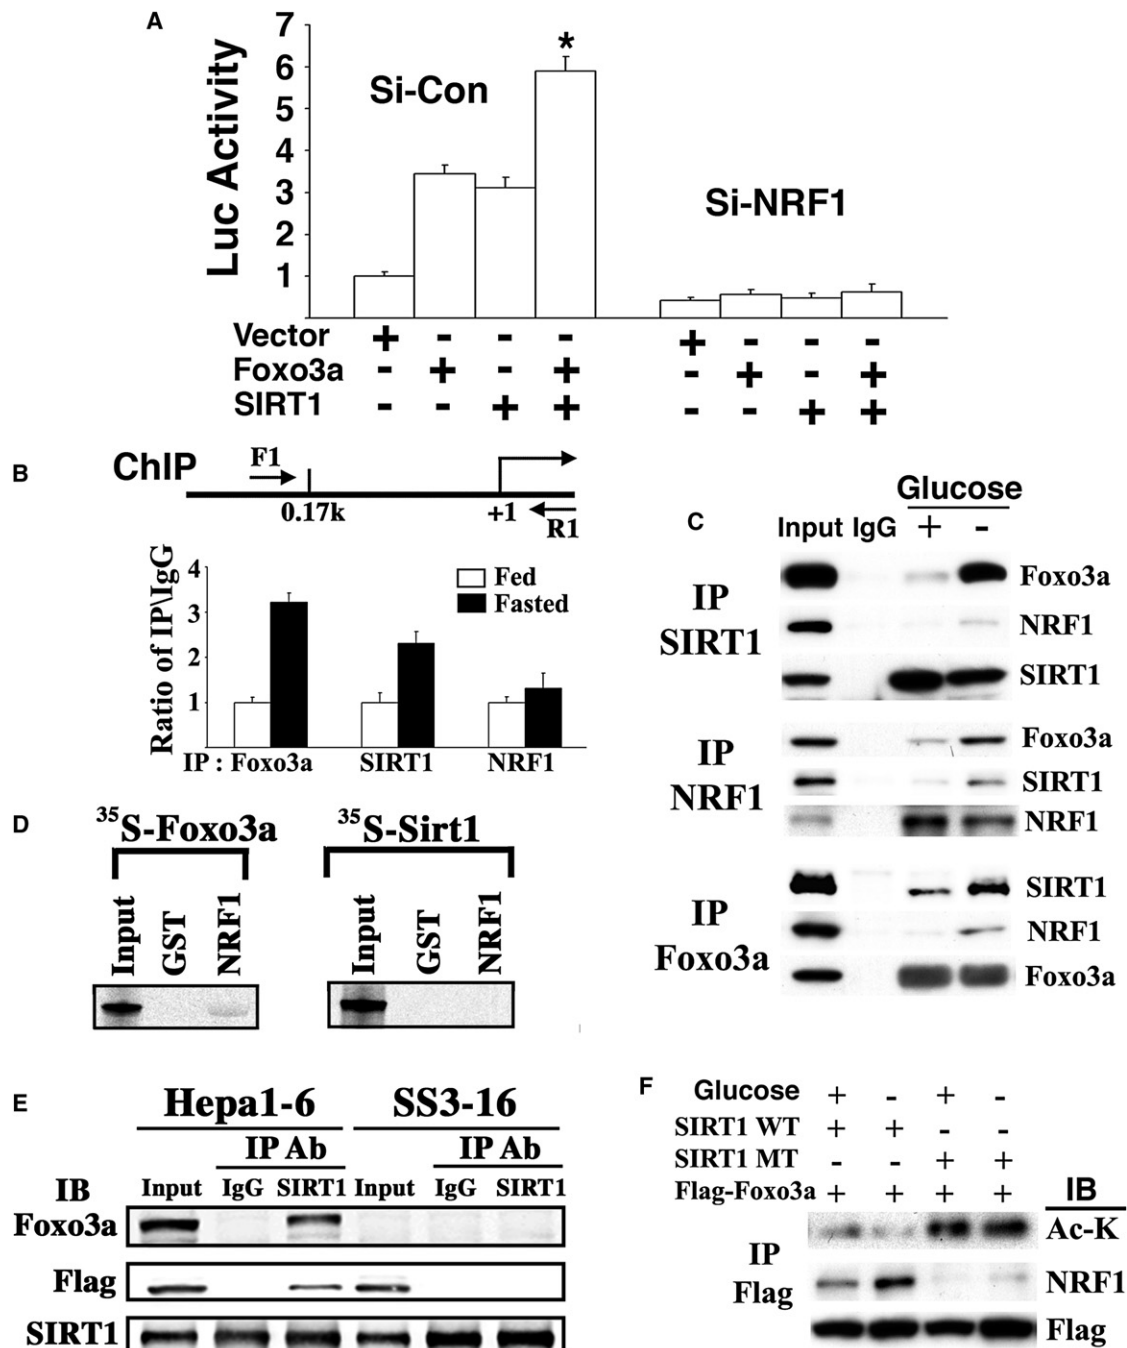 A
7
6
5
4
3
2
1
Luc Activity
Si-Con
*
Si-NRF1
Vector + - - - + - - -
Foxo3a - + - + - + - +
SIRT1 - - + + - - + +
B
ChIP
F1
0.17k
+1
R1
4
3
2
1
Ratio of IP\IgG
Fed
Fasted
IP : Foxo3a SIRT1 NRF1
C
Glucose
Input IgG + -
IP SIRT1
Foxo3a
NRF1
SIRT1
IP NRF1
Foxo3a
SIRT1
NRF1
IP Foxo3a
SIRT1
NRF1
Foxo3a
D
35S-Foxo3a
Input
GST
NRF1
35S-Sirt1
Input
GST
NRF1
E
Hepa1-6 SS3-16
IP Ab IP Ab
IB Input IgG SIRT1 Input IgG SIRT1
Foxo3a
Flag
SIRT1
F
Glucose + - + -
SIRT1 WT + + - -
SIRT1 MT - - + +
Flag-Foxo3a + + + +
IB
IP Flag
Ac-K
NRF1
Flag